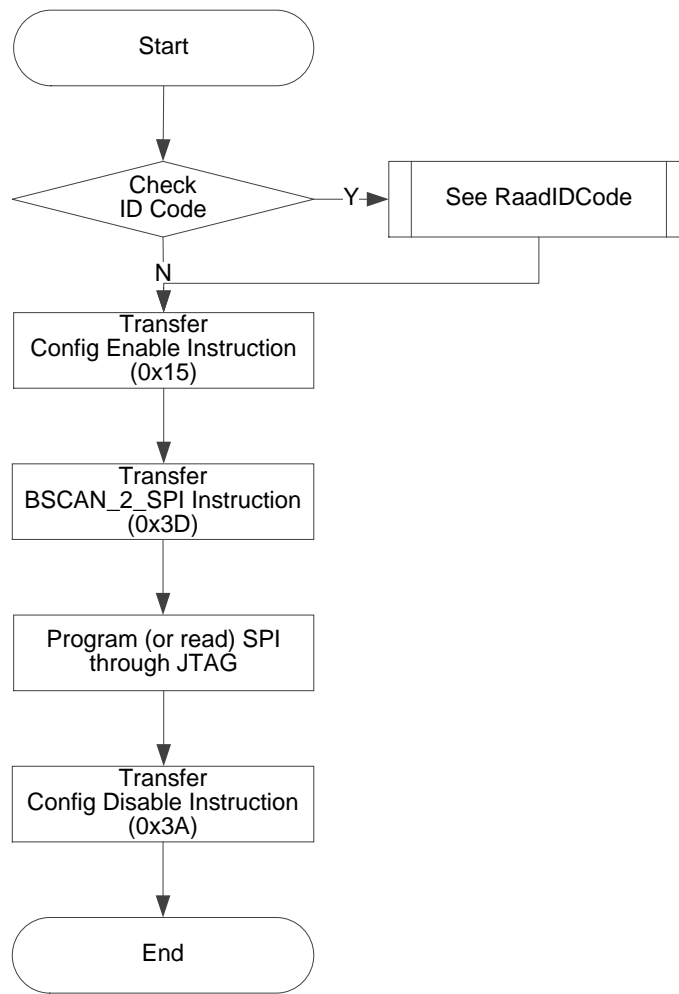 Start
Check
ID Code
Y
See RaadIDCode
N
Transfer
Config Enable Instruction
(0x15)
Transfer
BSCAN_2_SPI Instruction
(0x3D)
Program (or read) SPI
through JTAG
Transfer
Config Disable Instruction
(0x3A)
End